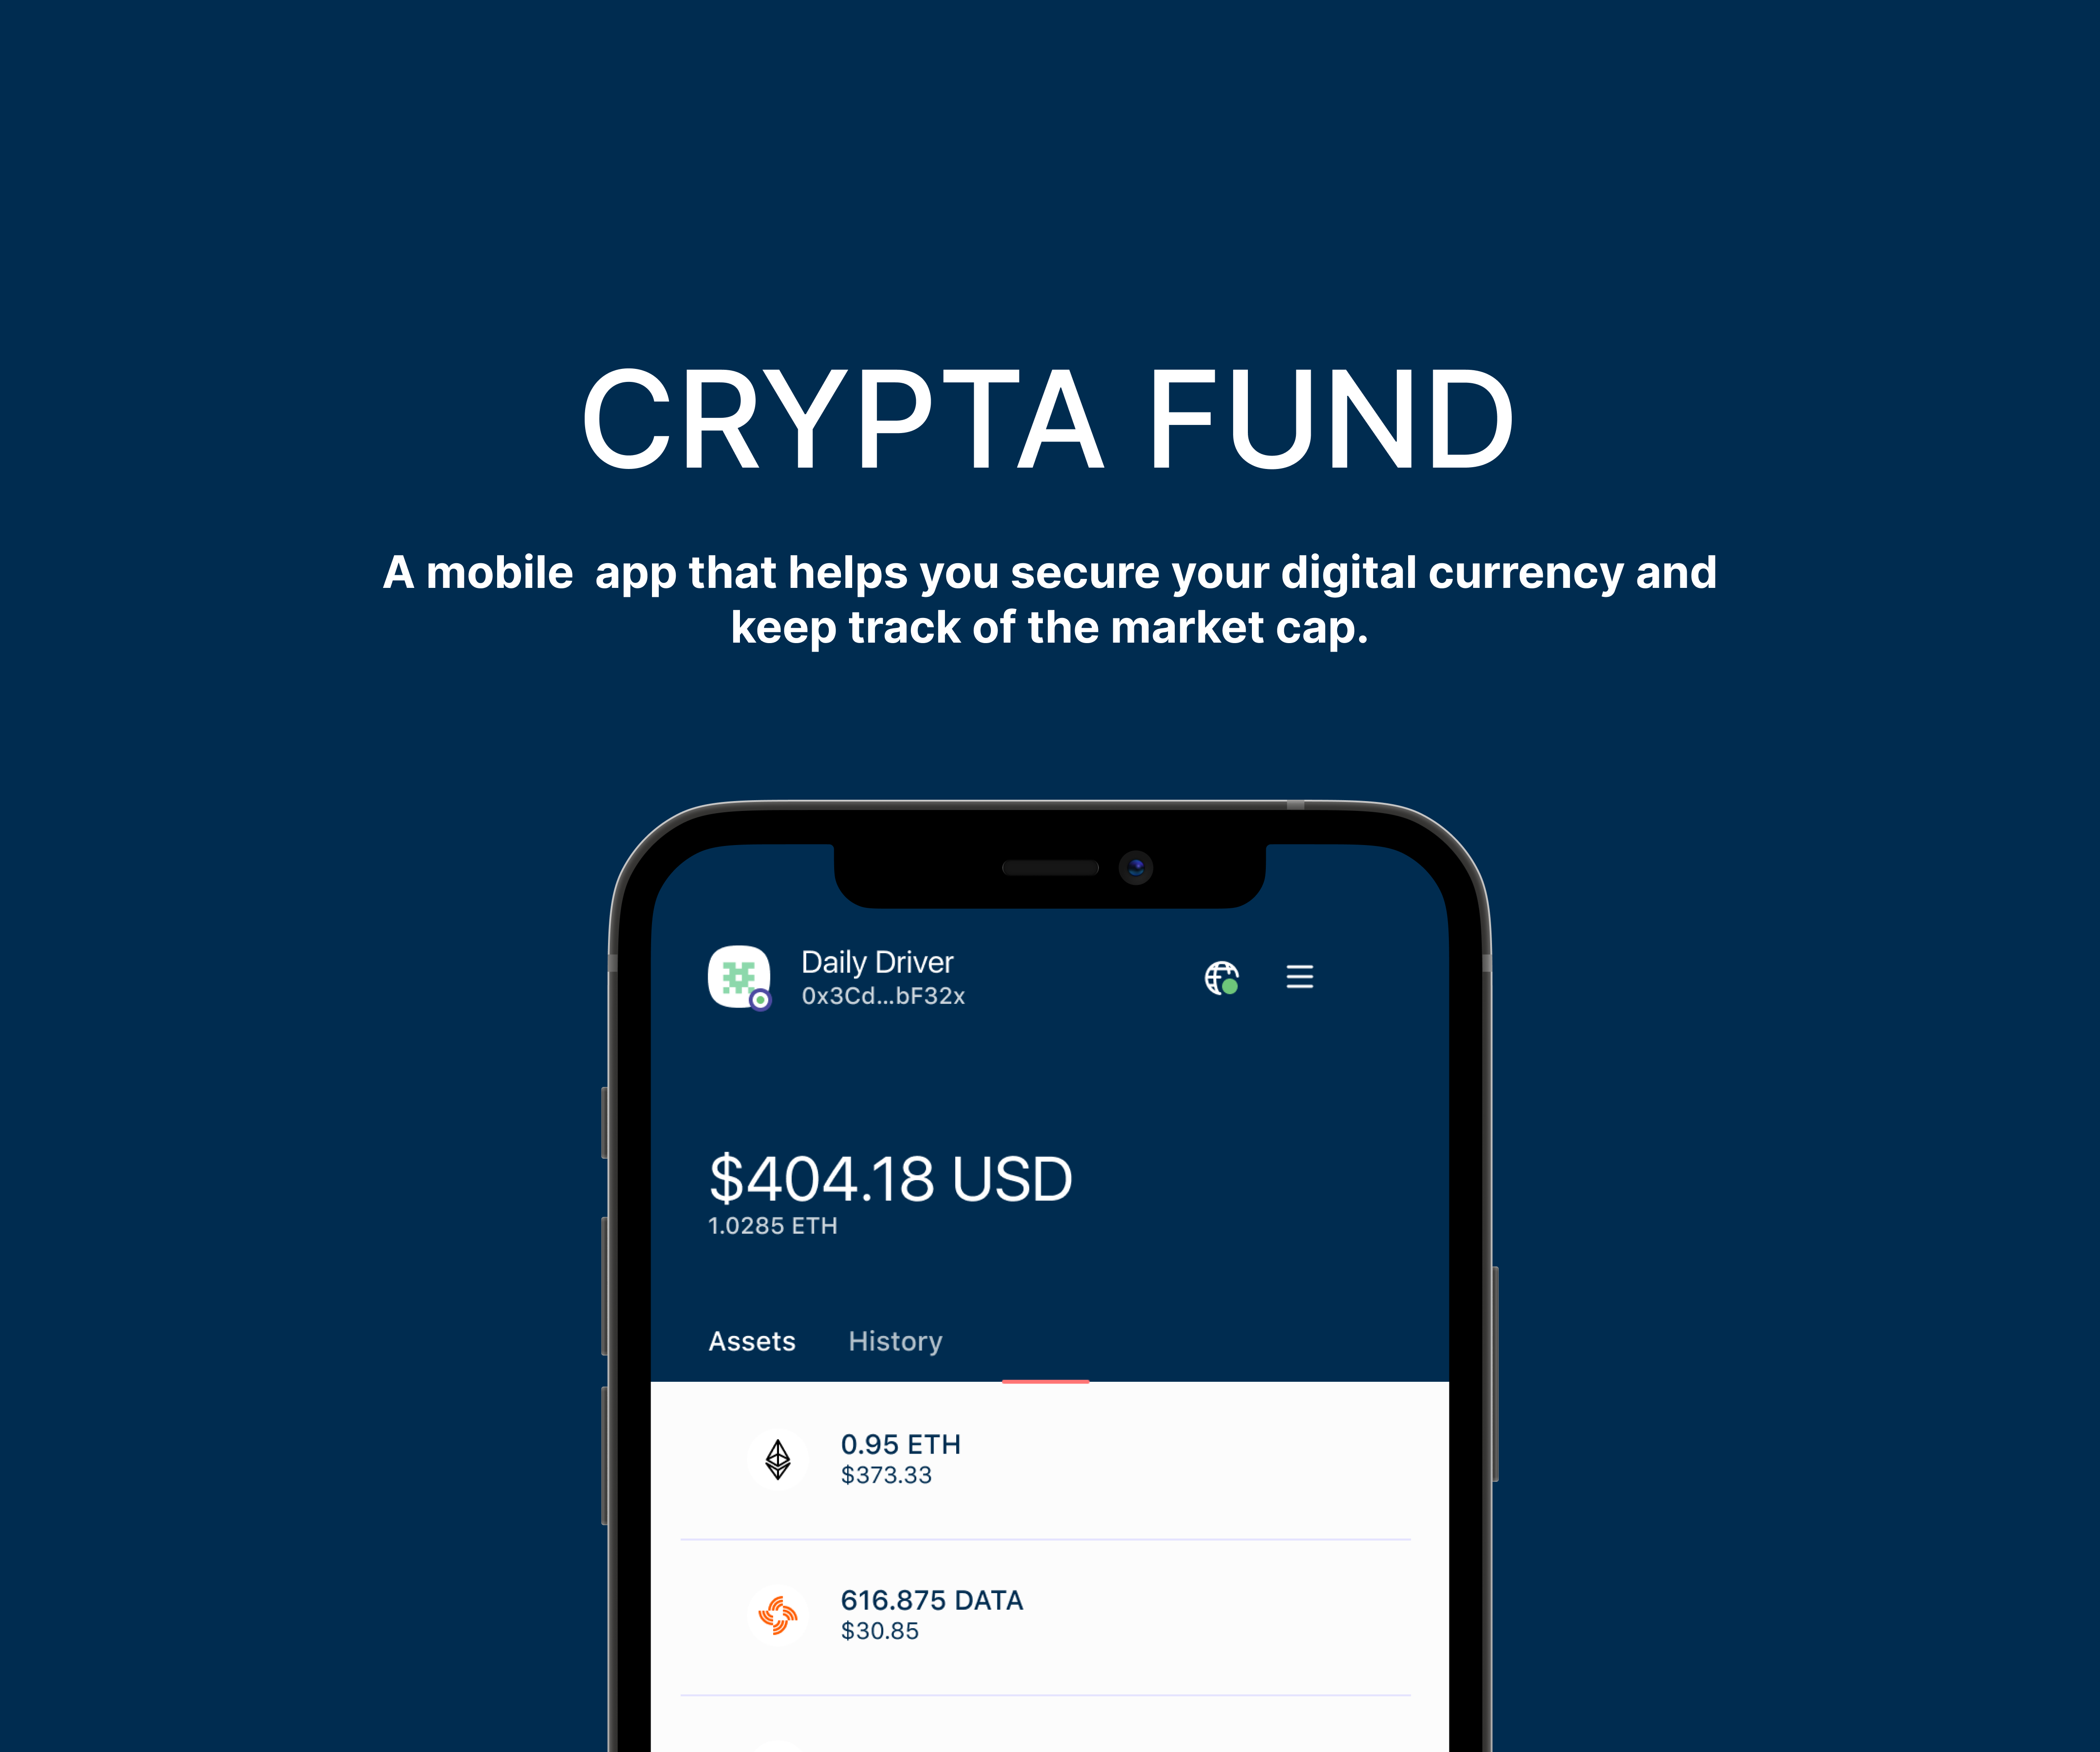 CRYPTA FUND
A mobile  app that helps you secure your digital currency and
keep track of the market cap.
Daily Driver
0x3Cd...bF32x
$404.18 USD
1.0285 ETH
Assets History
0.95 ETH
$373.33
616.875 DATA
$30.85